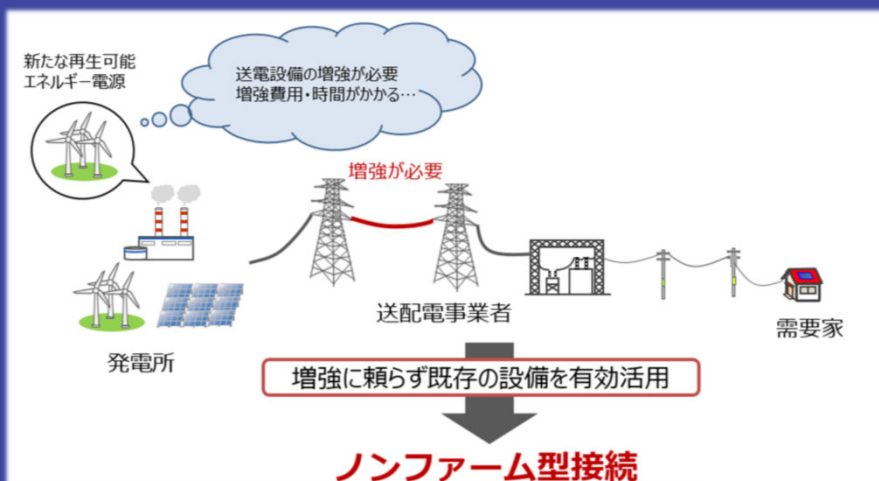 新たな再生可能
エネルギー電源
送電設備の増強が必要
増強費用・時間がかかる…
増強が必要
送配電事業者
需要家
発電所
増強に頼らず既存の設備を有効活用
ノンファーム型接続